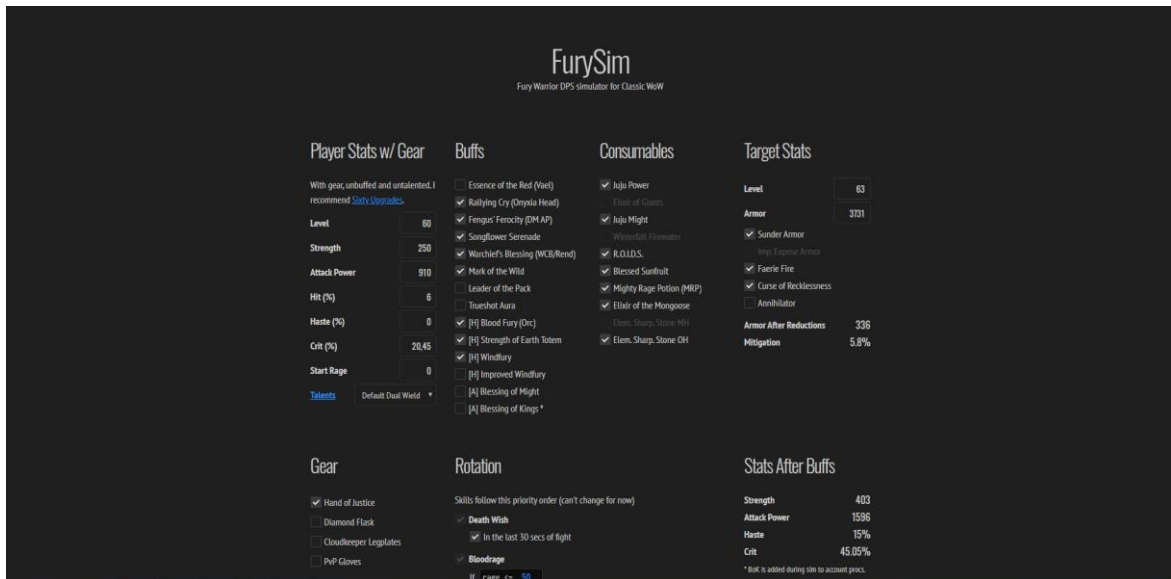 FurySim
Fury Warrior DPS simulator for Classic WoW
Player Stats w/ Gear
With gear, unbuffed and untalented. I
recommend Sixty Upgrades.
Level 60
Strength 250
Attack Power 910
Hit (%) 6
Haste (%) 0
Crit (%) 20,45
Start Rage 0
Talents Default Dual Wield
Buffs
Essence of the Red (Vael)
Rallying Cry (Onyxia Head)
Fengus' Ferocity (DM AP)
Songflower Serenade
Warchief's Blessing (WCB/Rend)
Mark of the Wild
Leader of the Pack
Trueshot Aura
[H] Blood Fury (Orc)
[H] Strength of Earth Totem
[H] Windfury
[H] Improved Windfury
[A] Blessing of Might
[A] Blessing of Kings *
Consumables
Juju Power
Elixir of Giants
Juju Might
Winterfall Firewater
R.O.I.D.S.
Blessed Sunfruit
Mighty Rage Potion (MRP)
Elixir of the Mongoose
Elem. Sharp. Stone MH
Elem. Sharp. Stone OH
Target Stats
Level 63
Armor 3731
Sunder Armor
Imp. Expose Armor
Faerie Fire
Curse of Recklessness
Annihilator
Armor After Reductions 336
Mitigation 5.8%
Gear
Hand of Justice
Diamond Flask
Cloudkeeper Legplates
PvP Gloves
Rotation
Skills follow this priority order (can't change for now)
Death Wish
In the last 30 secs of fight
Bloodrage
If rage <= 50
Stats After Buffs
Strength 403
Attack Power 1596
Haste 15%
Crit 45.05%
* BoK is added during sim to account procs.